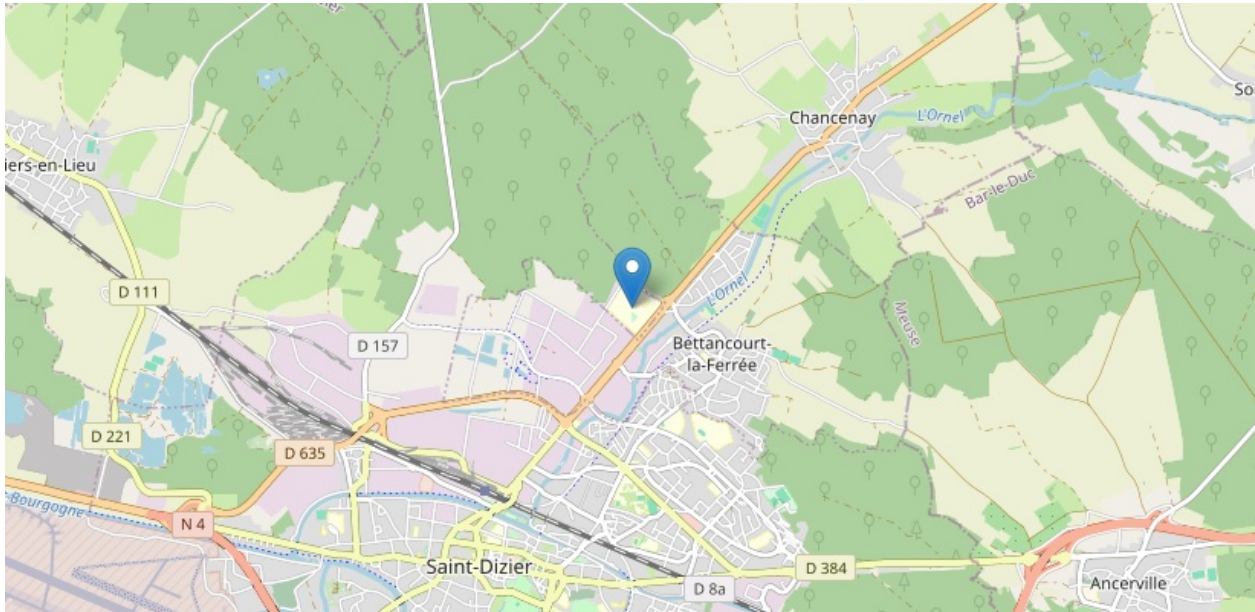 Chancenay
L'Ornel
So
iers-en-Lieu
Bar-le-Duc
D 111
L'Ornel
Meuse
D 157
Bettancourt-
la-Ferrée
D 221
D 635
Bourgogne
N 4
Saint-Dizier
D 384
D 8a
Ancerville